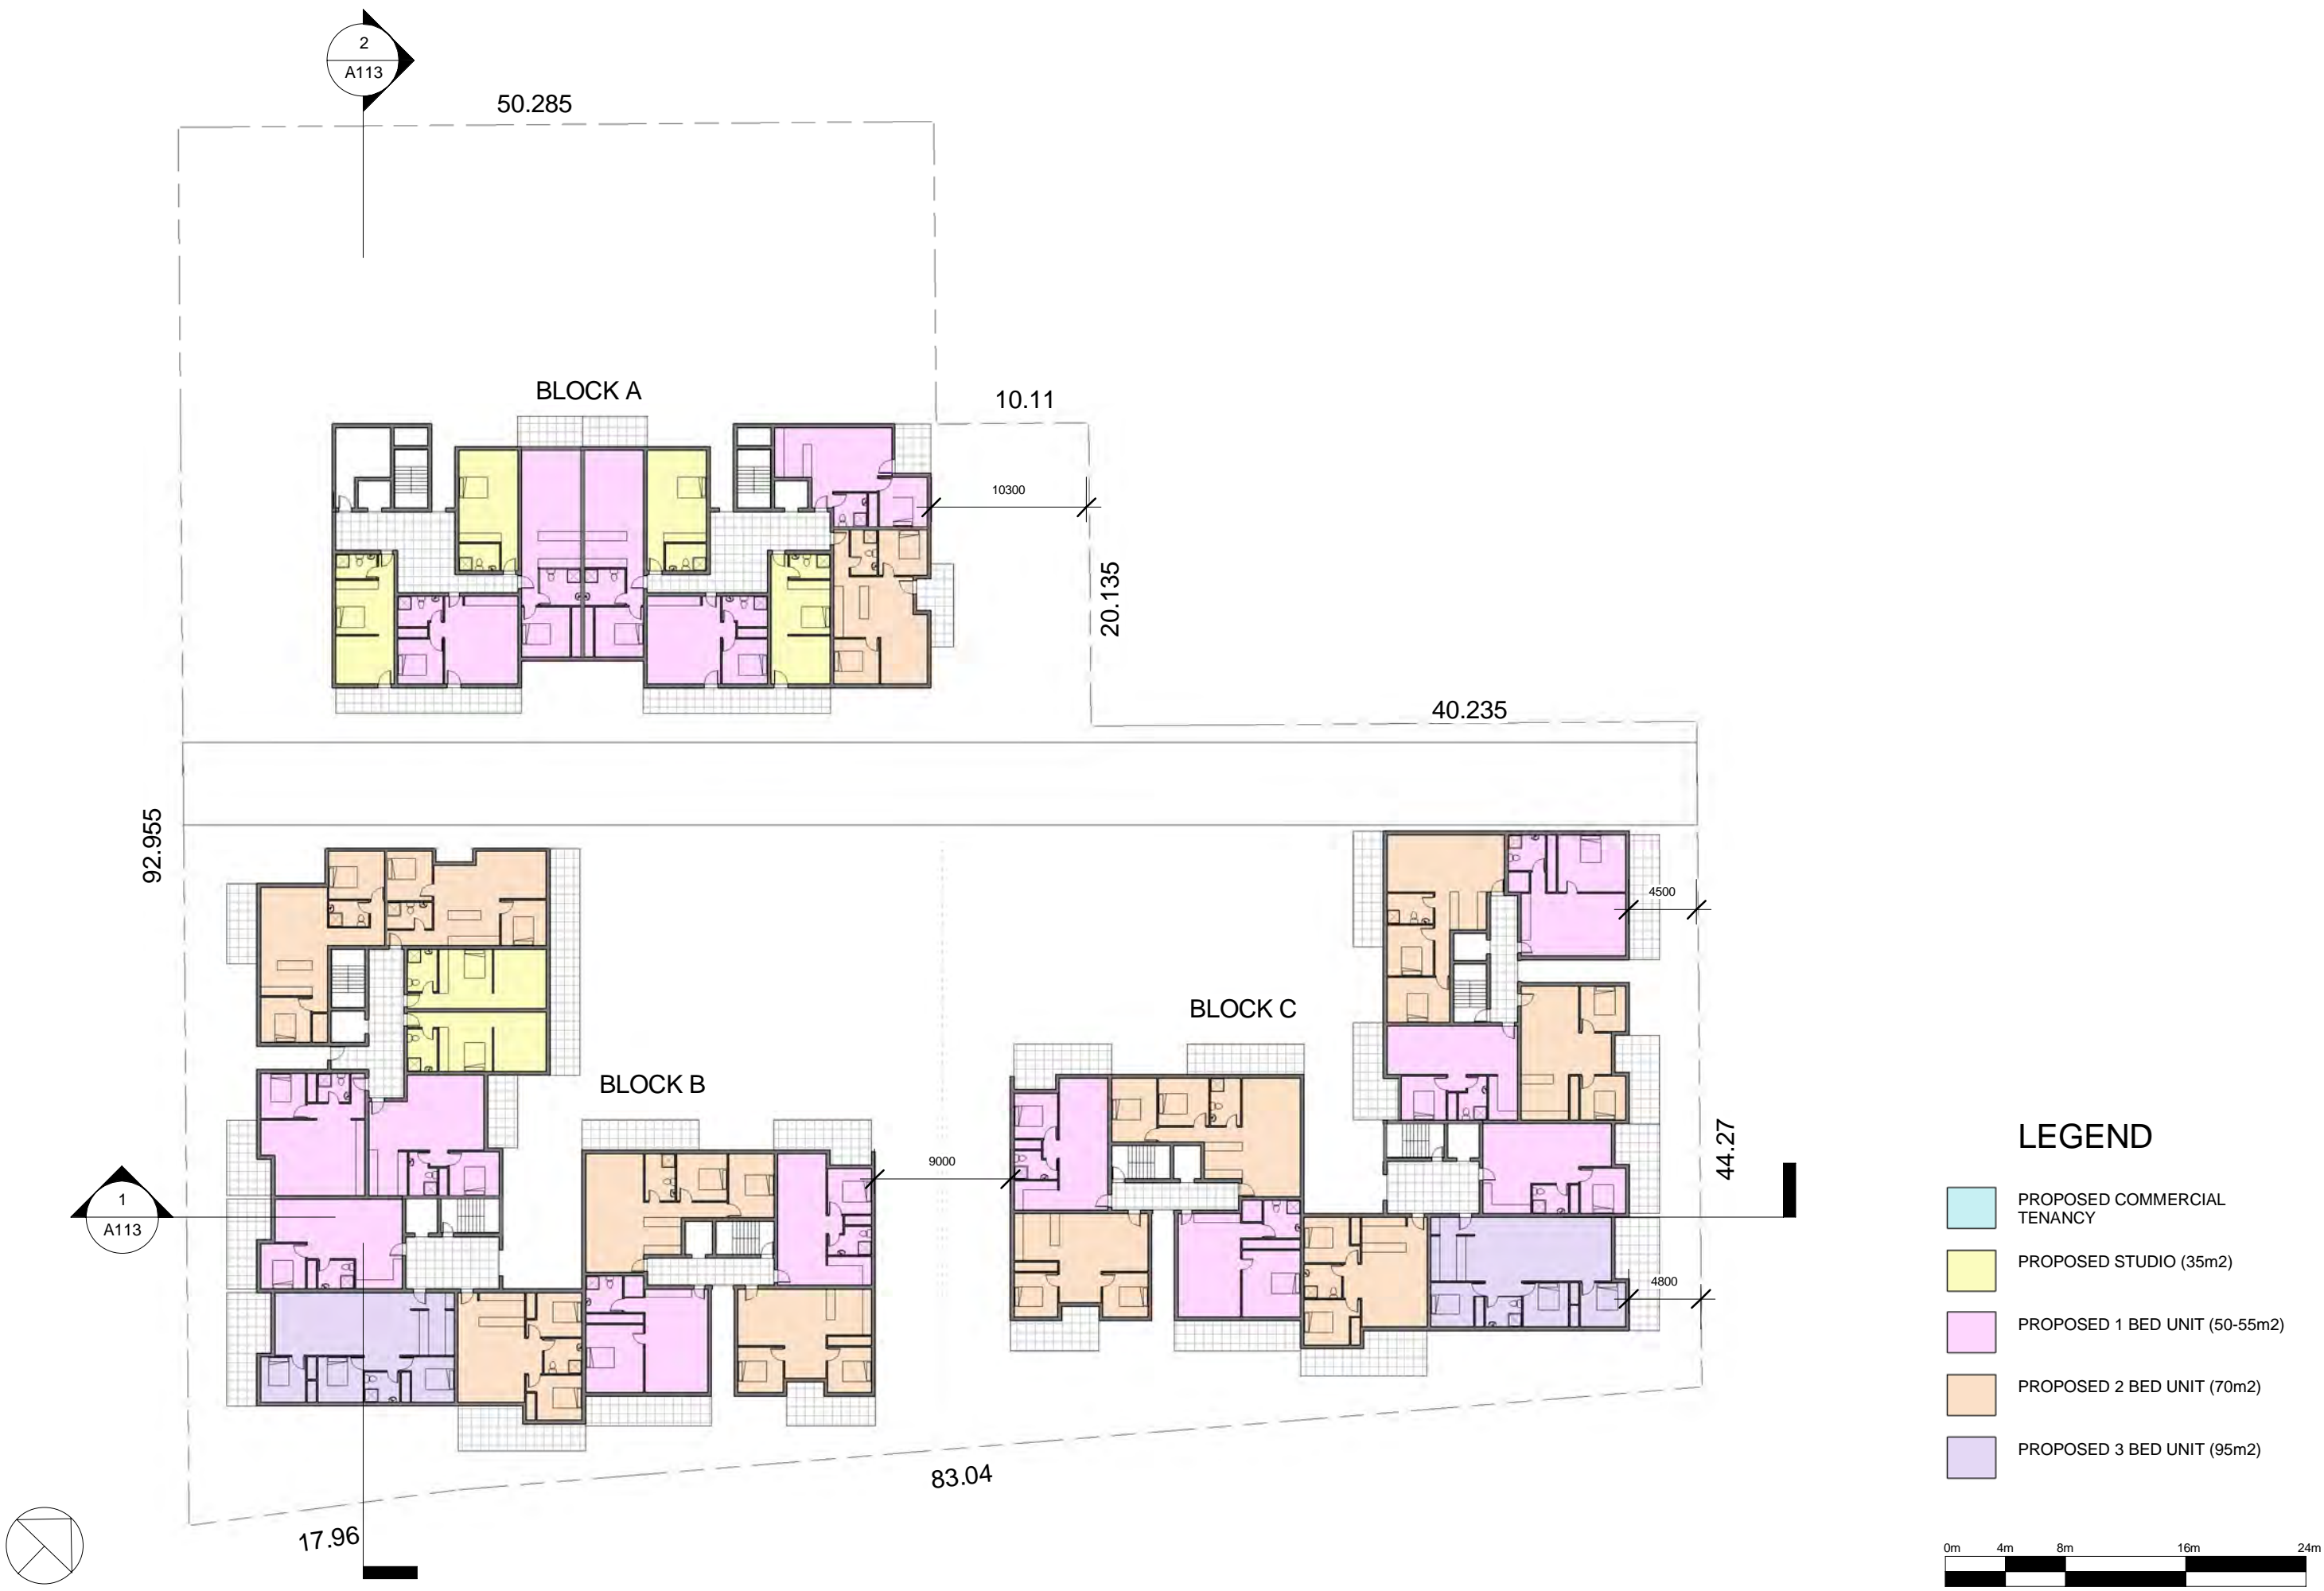 2
A113
50.285
BLOCK A
10.11
10300
20.135
40.235
92.955
4500
BLOCK C
BLOCK B
9000
44.27
1
A113
4800
83.04
17.96
LEGEND
PROPOSED COMMERCIAL
TENANCY
PROPOSED STUDIO (35m2)
PROPOSED 1 BED UNIT (50-55m2)
PROPOSED 2 BED UNIT (70m2)
PROPOSED 3 BED UNIT (95m2)
0m 4m 8m 16m 24m